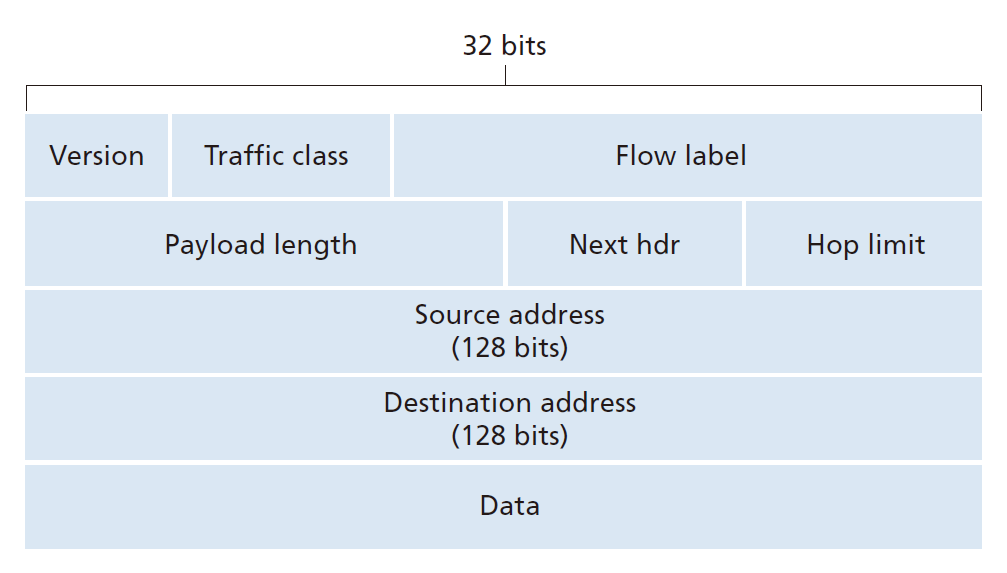 32 bits
Version Traffic class Flow label
Payload length Next hdr Hop limit
Source address
(128 bits)
Destination address
(128 bits)
Data